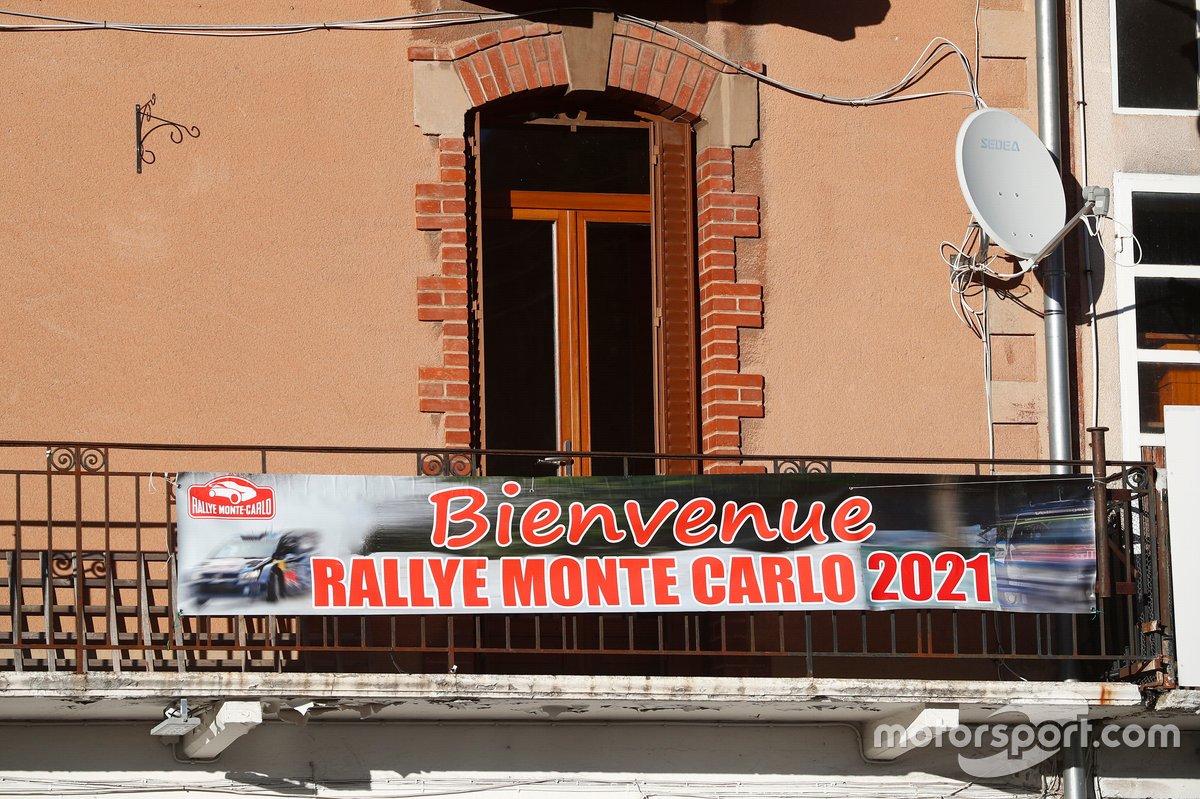 SEDEA
RALLYE MONTE-CARLO
Bienvenue
RALLYE MONTE CARLO 2021
motorsport.com